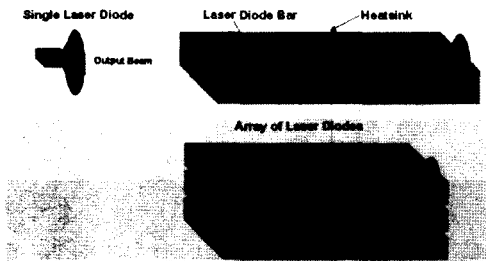 Single Laser Diode
Laser Diode Bar
Heatsink
Output Beam
Array of Laser Diodes